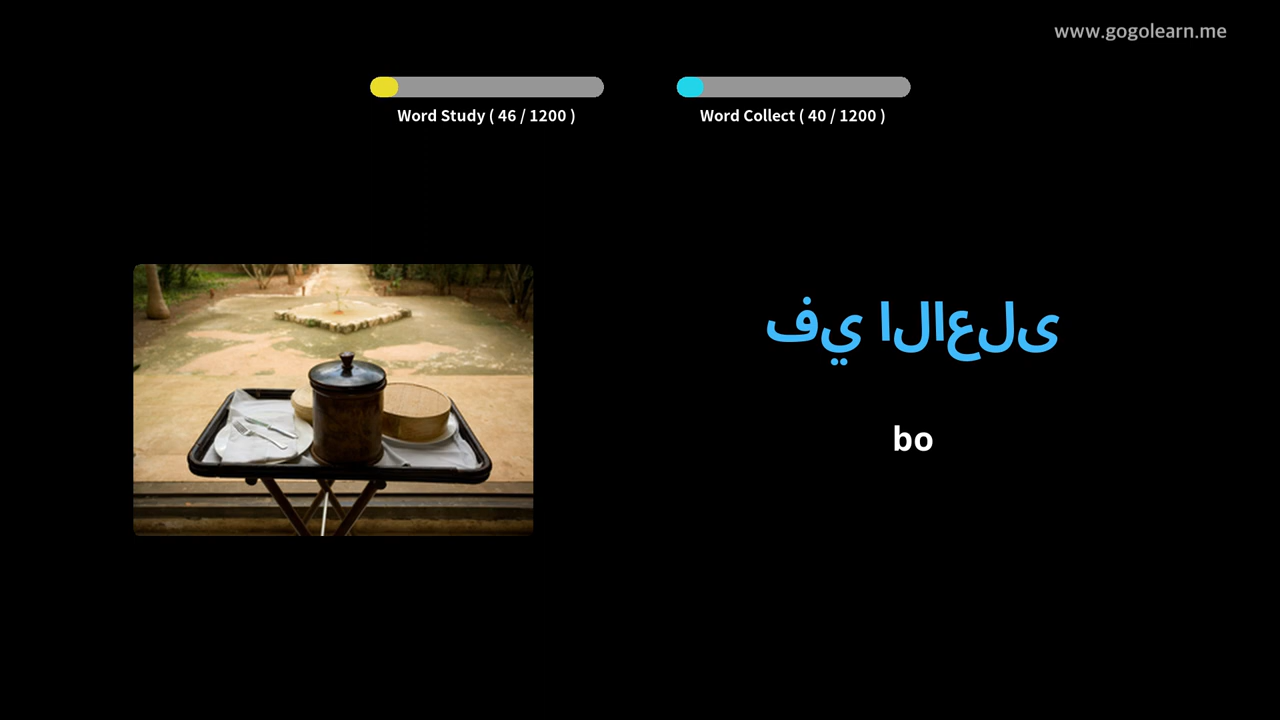 www.gogolearn.me
Word Study ( 46 / 1200 )
Word Collect ( 40 / 1200 )
في الاعلى
bo